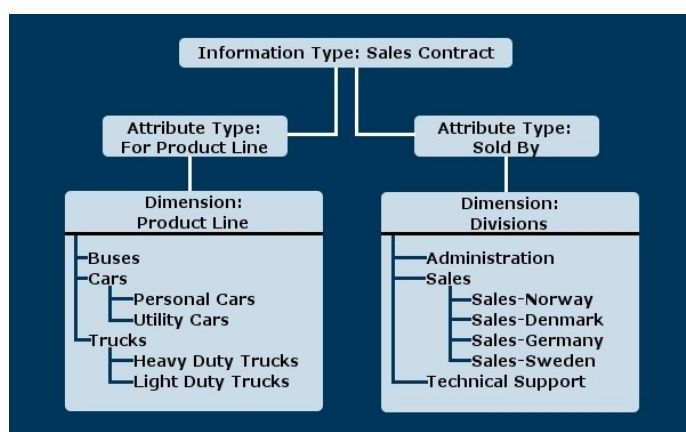 Information Type: Sales Contract
Attribute Type:
For Product Line
Attribute Type:
Sold By
Dimension:
Product Line
Buses
Cars
Personal Cars
Utility Cars
Trucks
Heavy Duty Trucks
Light Duty Trucks
Dimension:
Divisions
Administration
Sales
Sales-Norway
Sales-Denmark
Sales-Germany
Sales-Sweden
Technical Support